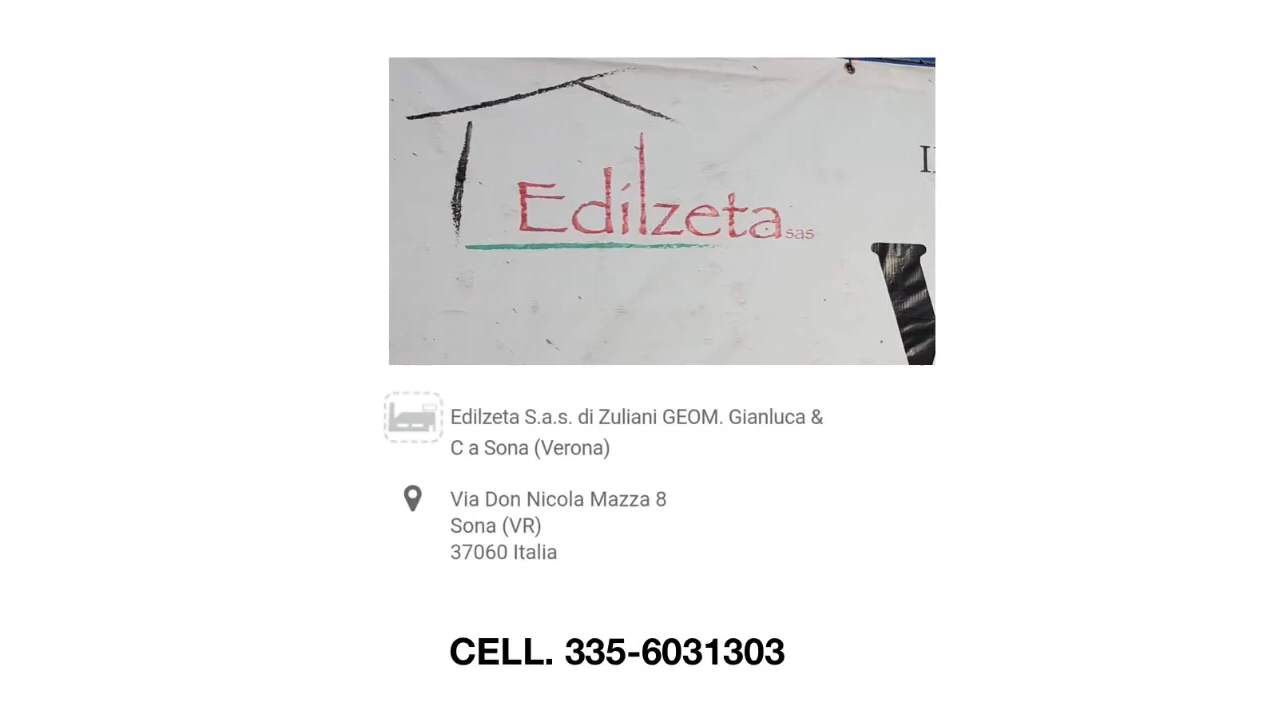 Edilzeta sas
Edilzeta S.a.s. di Zuliani GEOM. Gianluca &
C a Sona (Verona)
Via Don Nicola Mazza 8
Sona (VR)
37060 Italia
CELL. 335-6031303